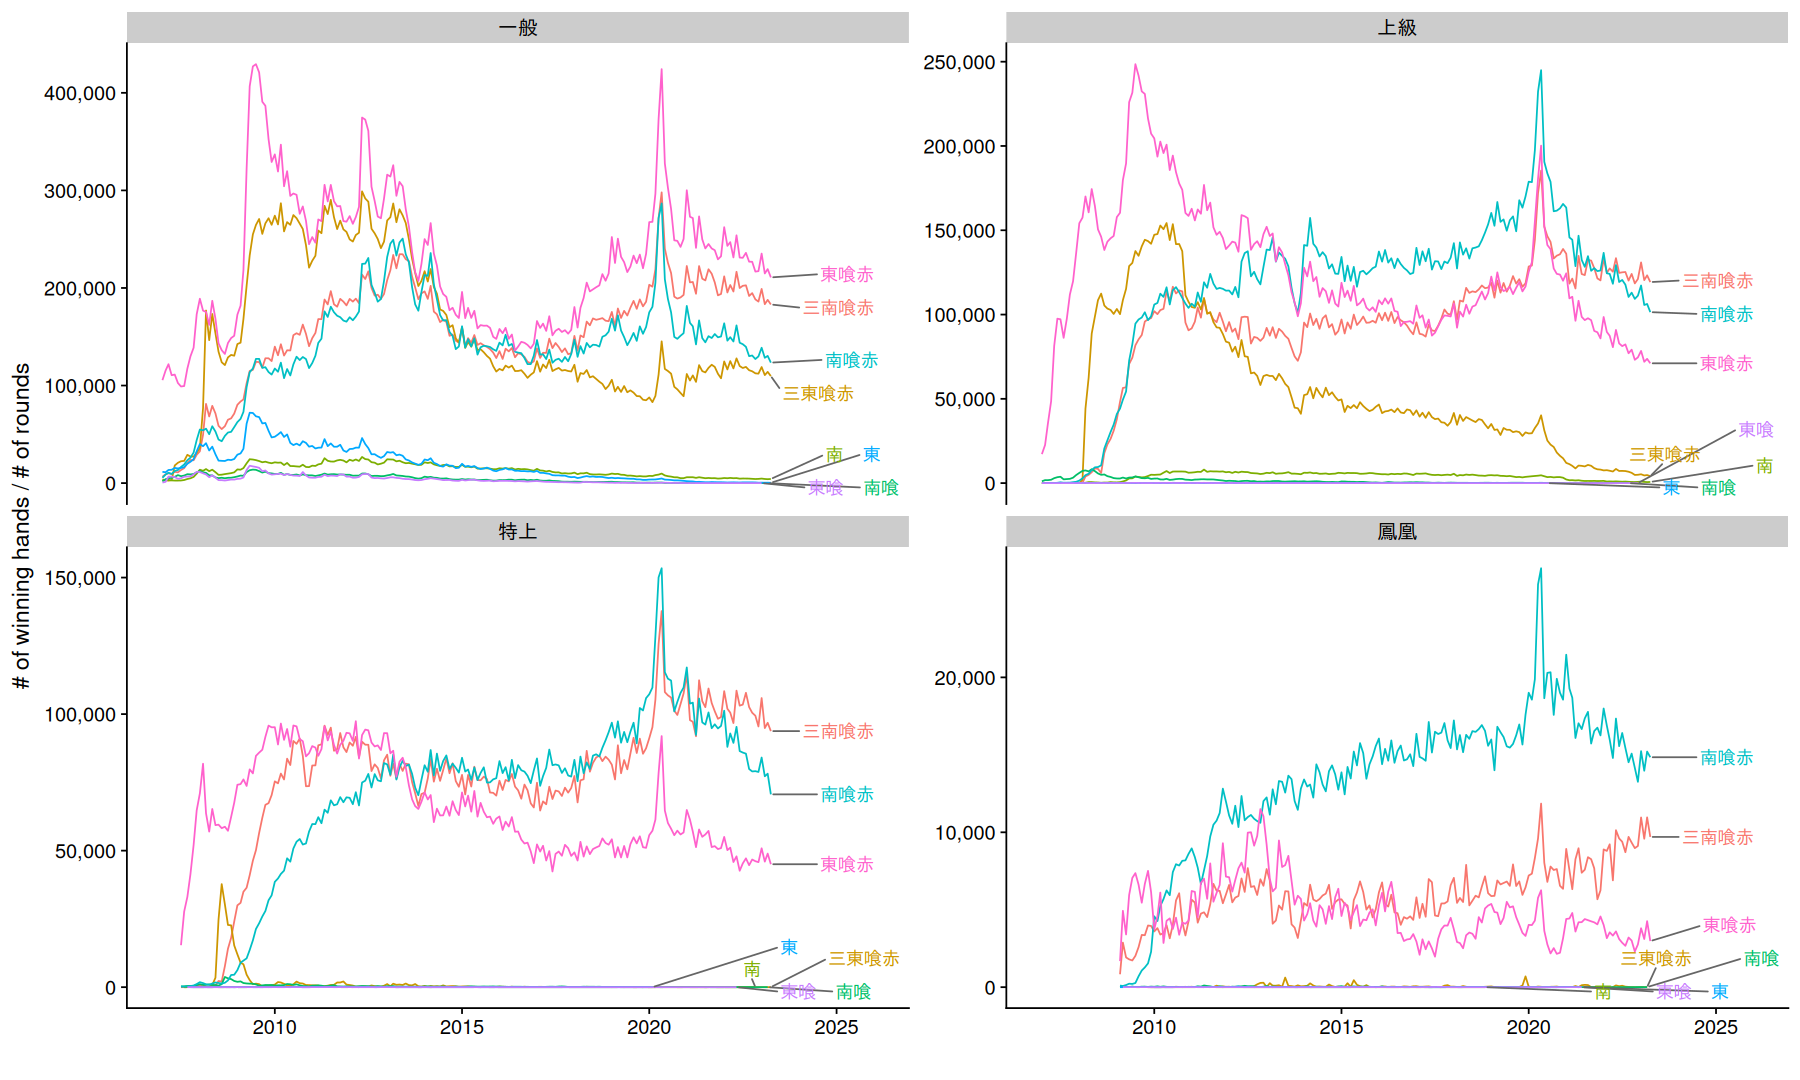 # of winning hands / # of rounds
一般
400,000
300,000
200,000
100,000
0
東喰赤
三南喰赤
南喰赤
三東喰赤
南
東
東喰
南喰
上級
250,000
200,000
150,000
100,000
50,000
0
三南喰赤
南喰赤
東喰赤
東喰
三東喰赤
南
東
南喰
特上
150,000
100,000
50,000
0
三南喰赤
南喰赤
東喰赤
東
三東喰赤
南
東喰
南喰
2010
2015
2020
2025
鳳凰
20,000
10,000
0
南喰赤
三南喰赤
東喰赤
三東喰赤
南喰
南
東喰
東
2010
2015
2020
2025